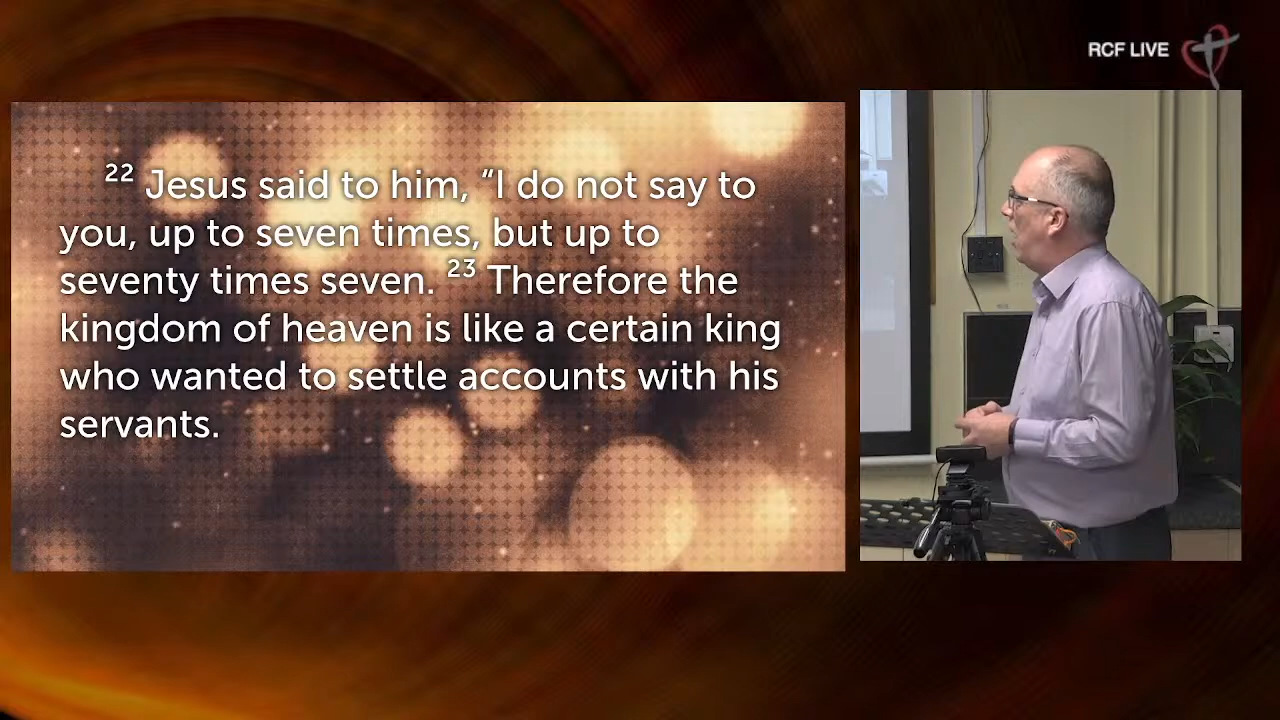 RCF LIVE
22 Jesus said to him, “I do not say to
you, up to seven times, but up to
seventy times seven. 23 Therefore the
kingdom of heaven is like a certain king
who wanted to settle accounts with his
servants.